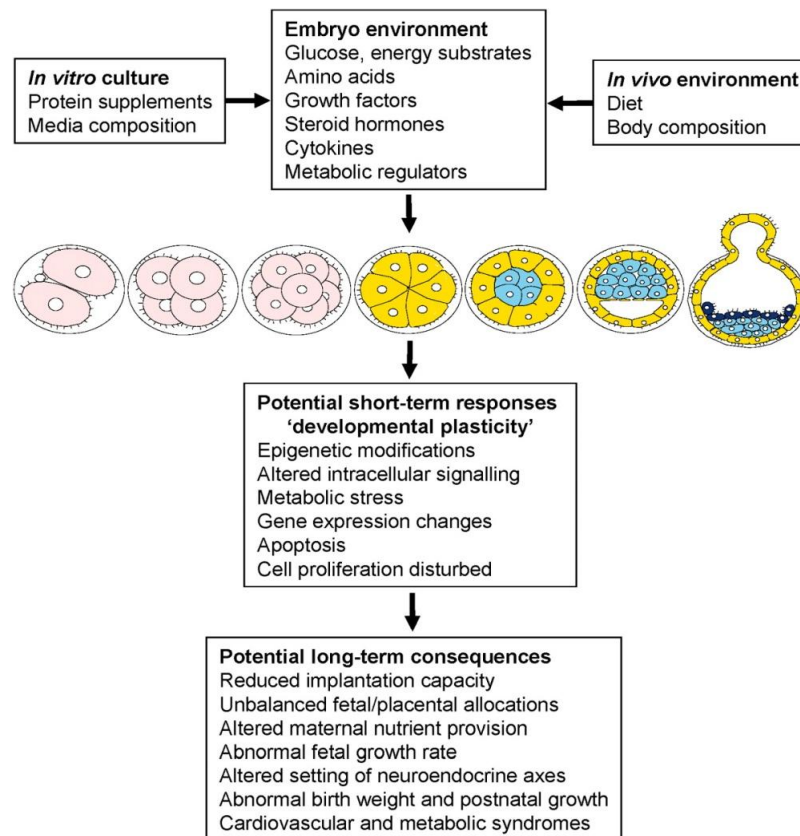 Embryo environment
Glucose, energy substrates
Amino acids
Growth factors
Steroid hormones
Cytokines
Metabolic regulators
In vitro culture
Protein supplements
Media composition
In vivo environment
Diet
Body composition
Potential short-term responses
‘developmental plasticity’
Epigenetic modifications
Altered intracellular signalling
Metabolic stress
Gene expression changes
Apoptosis
Cell proliferation disturbed
Potential long-term consequences
Reduced implantation capacity
Unbalanced fetal/placental allocations
Altered maternal nutrient provision
Abnormal fetal growth rate
Altered setting of neuroendocrine axes
Abnormal birth weight and postnatal growth
Cardiovascular and metabolic syndromes